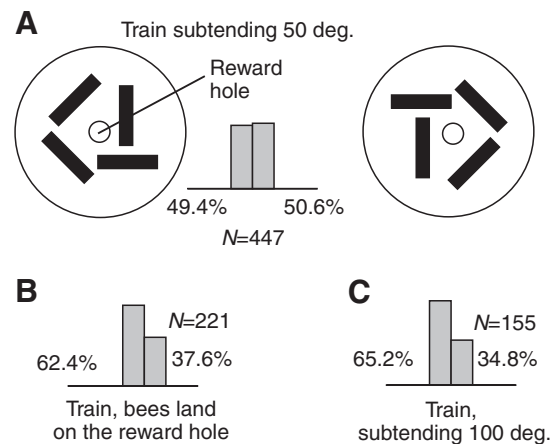 A
Train subtending 50 deg.
Reward
hole
49.4%
50.6%
N=447
B
N=221
62.4%
37.6%
Train, bees land
on the reward hole
C
N=155
65.2%
34.8%
Train,
subtending 100 deg.